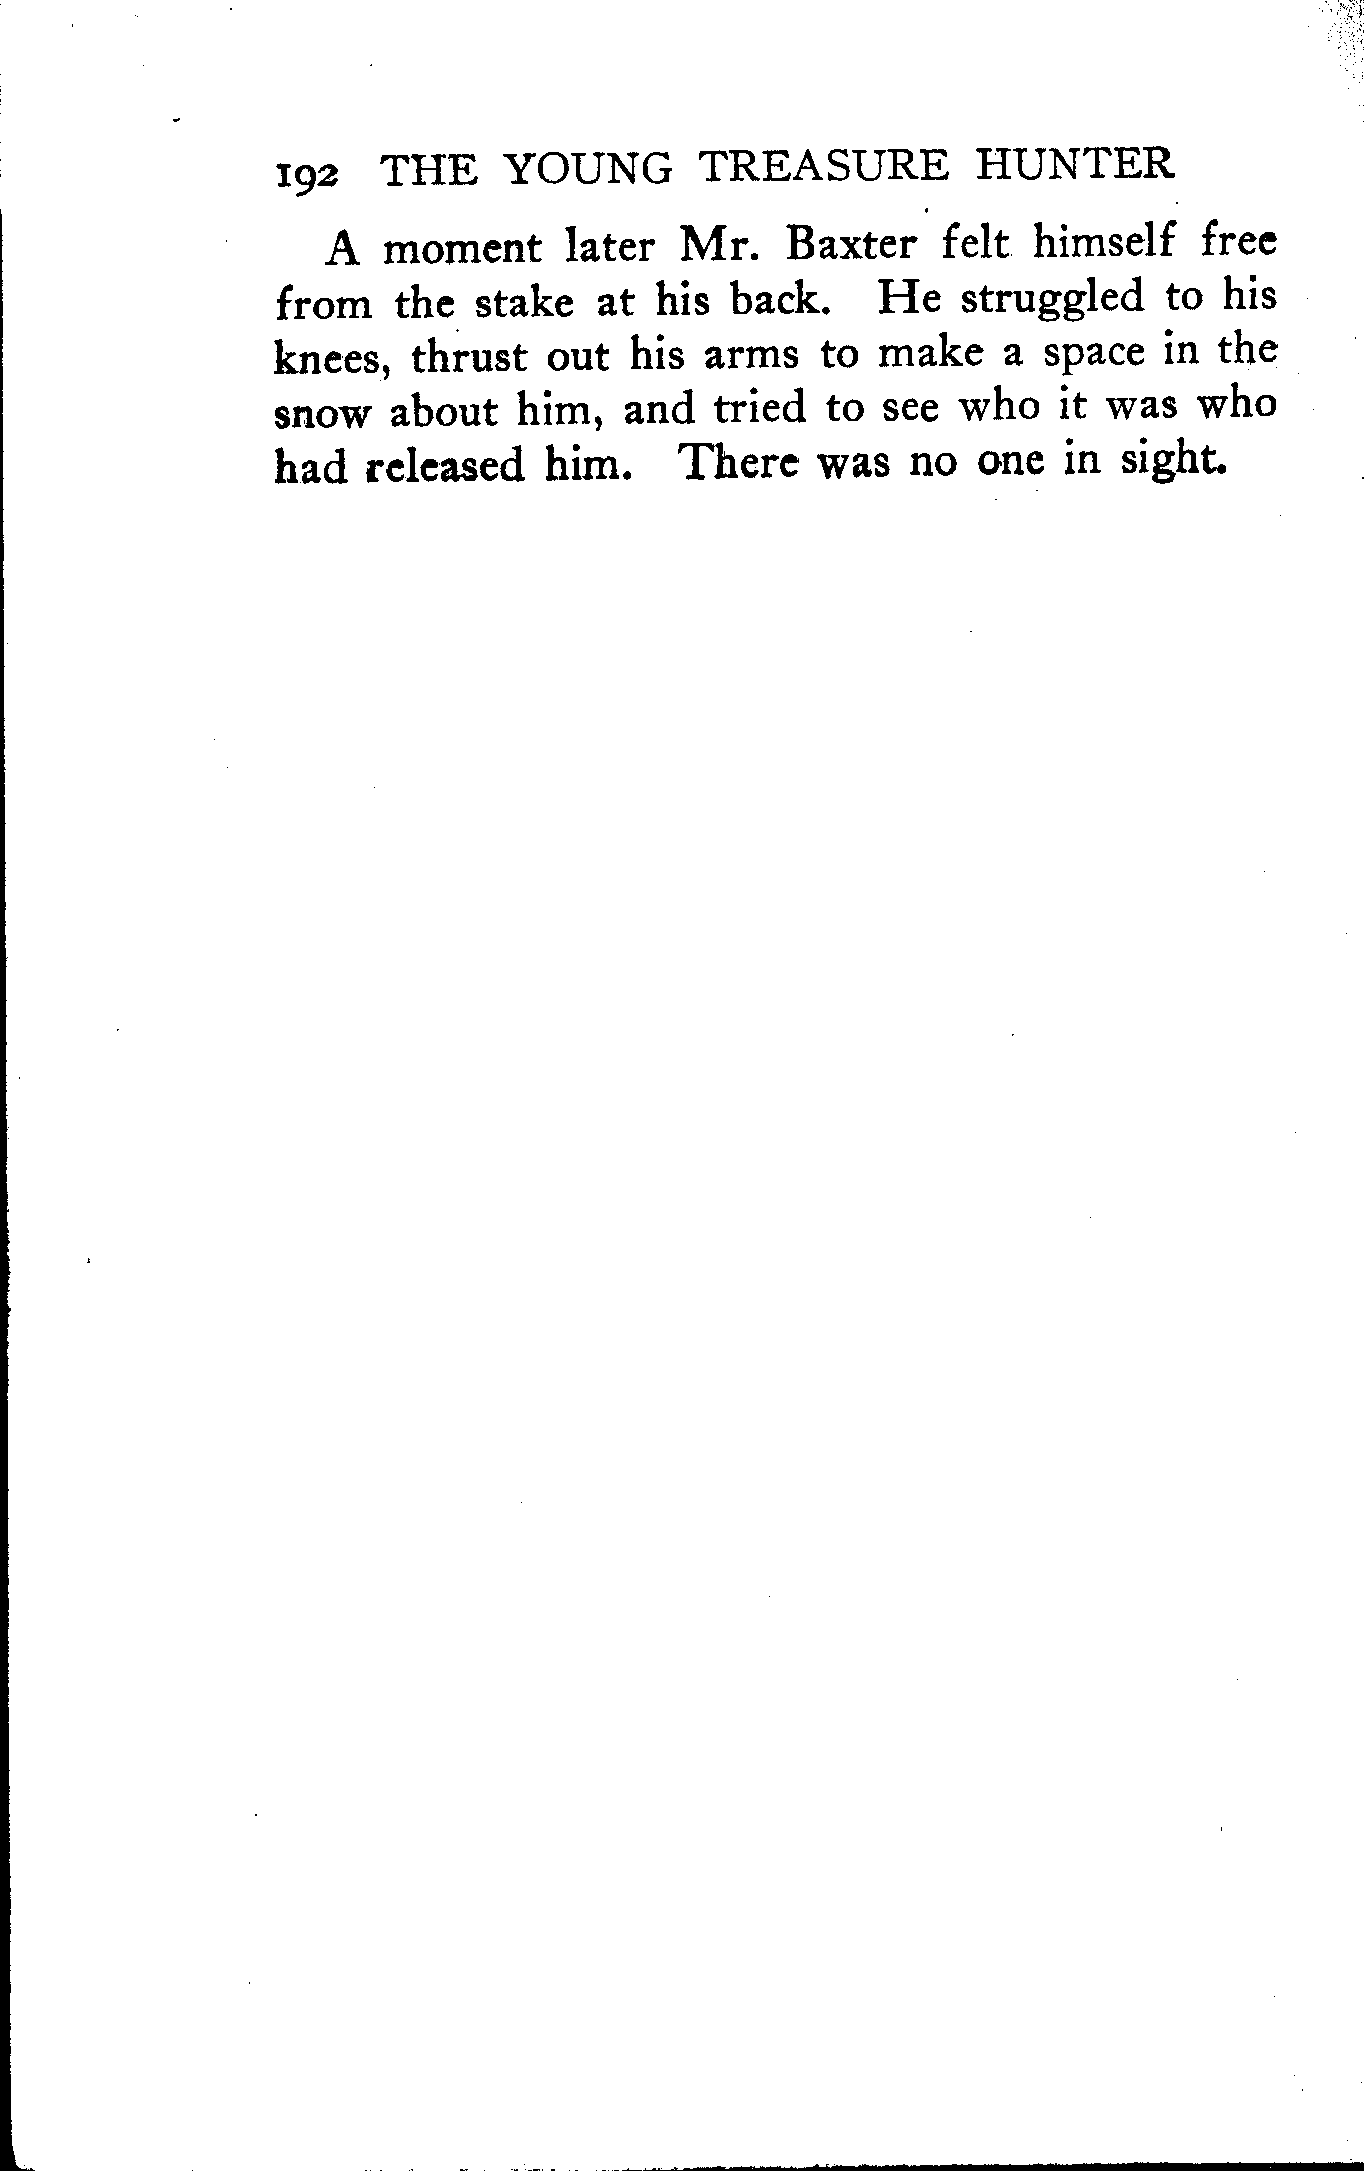 192 THE YOUNG TREASURE HUNTER
A moment later Mr. Baxter felt himself free
from the stake at his back. He struggled to his
knees, thrust out his arms to make a space in the
snow about him, and tried to see who it was who
had released him. There was no one in sight.